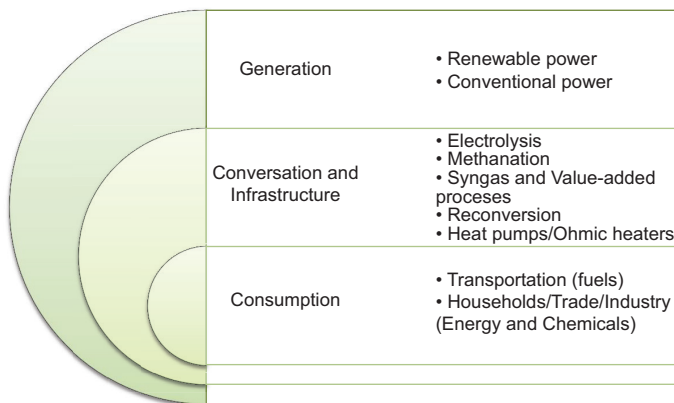 Generation
• Renewable power
• Conventional power
Conversation and
Infrastructure
• Electrolysis
• Methanation
• Syngas and Value-added
proceses
• Reconversion
• Heat pumps/Ohmic heaters
Consumption
• Transportation (fuels)
• Households/Trade/Industry
(Energy and Chemicals)